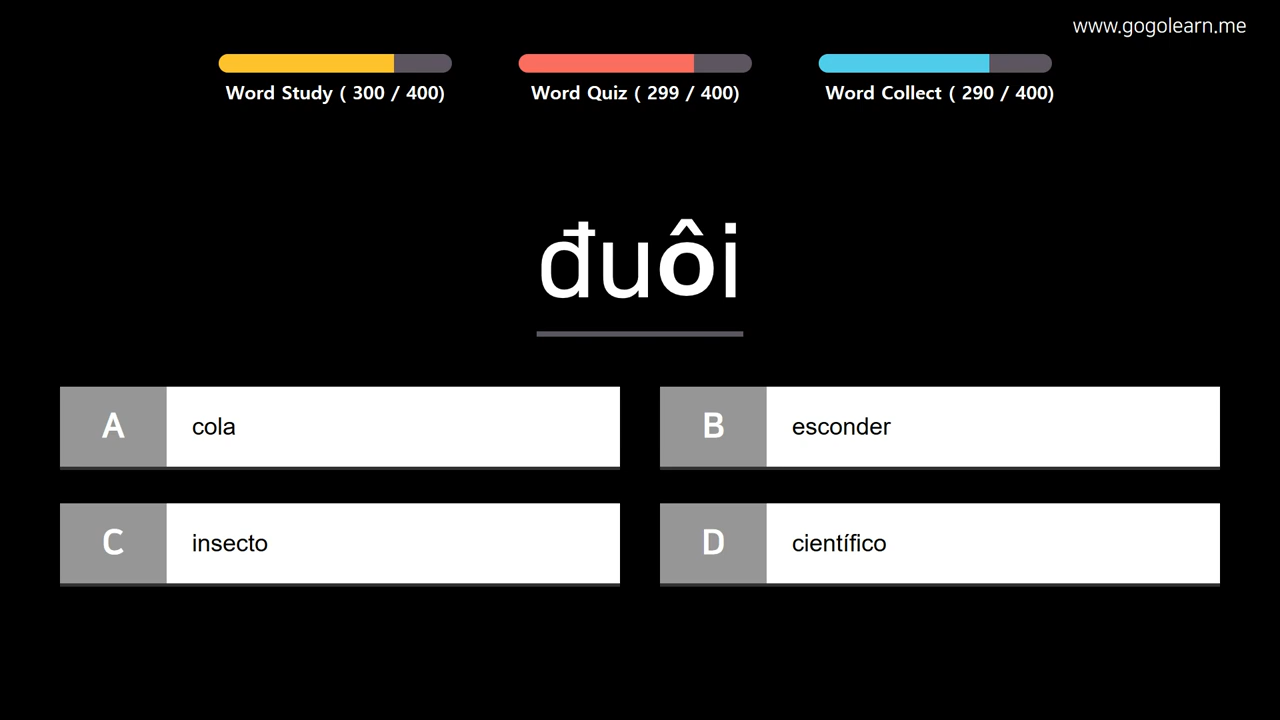 www.gogolearn.me
Word Study ( 300 / 400)
Word Quiz ( 299 / 400)
Word Collect ( 290 / 400)
đuôi
A cola
B esconder
C insecto
D científico